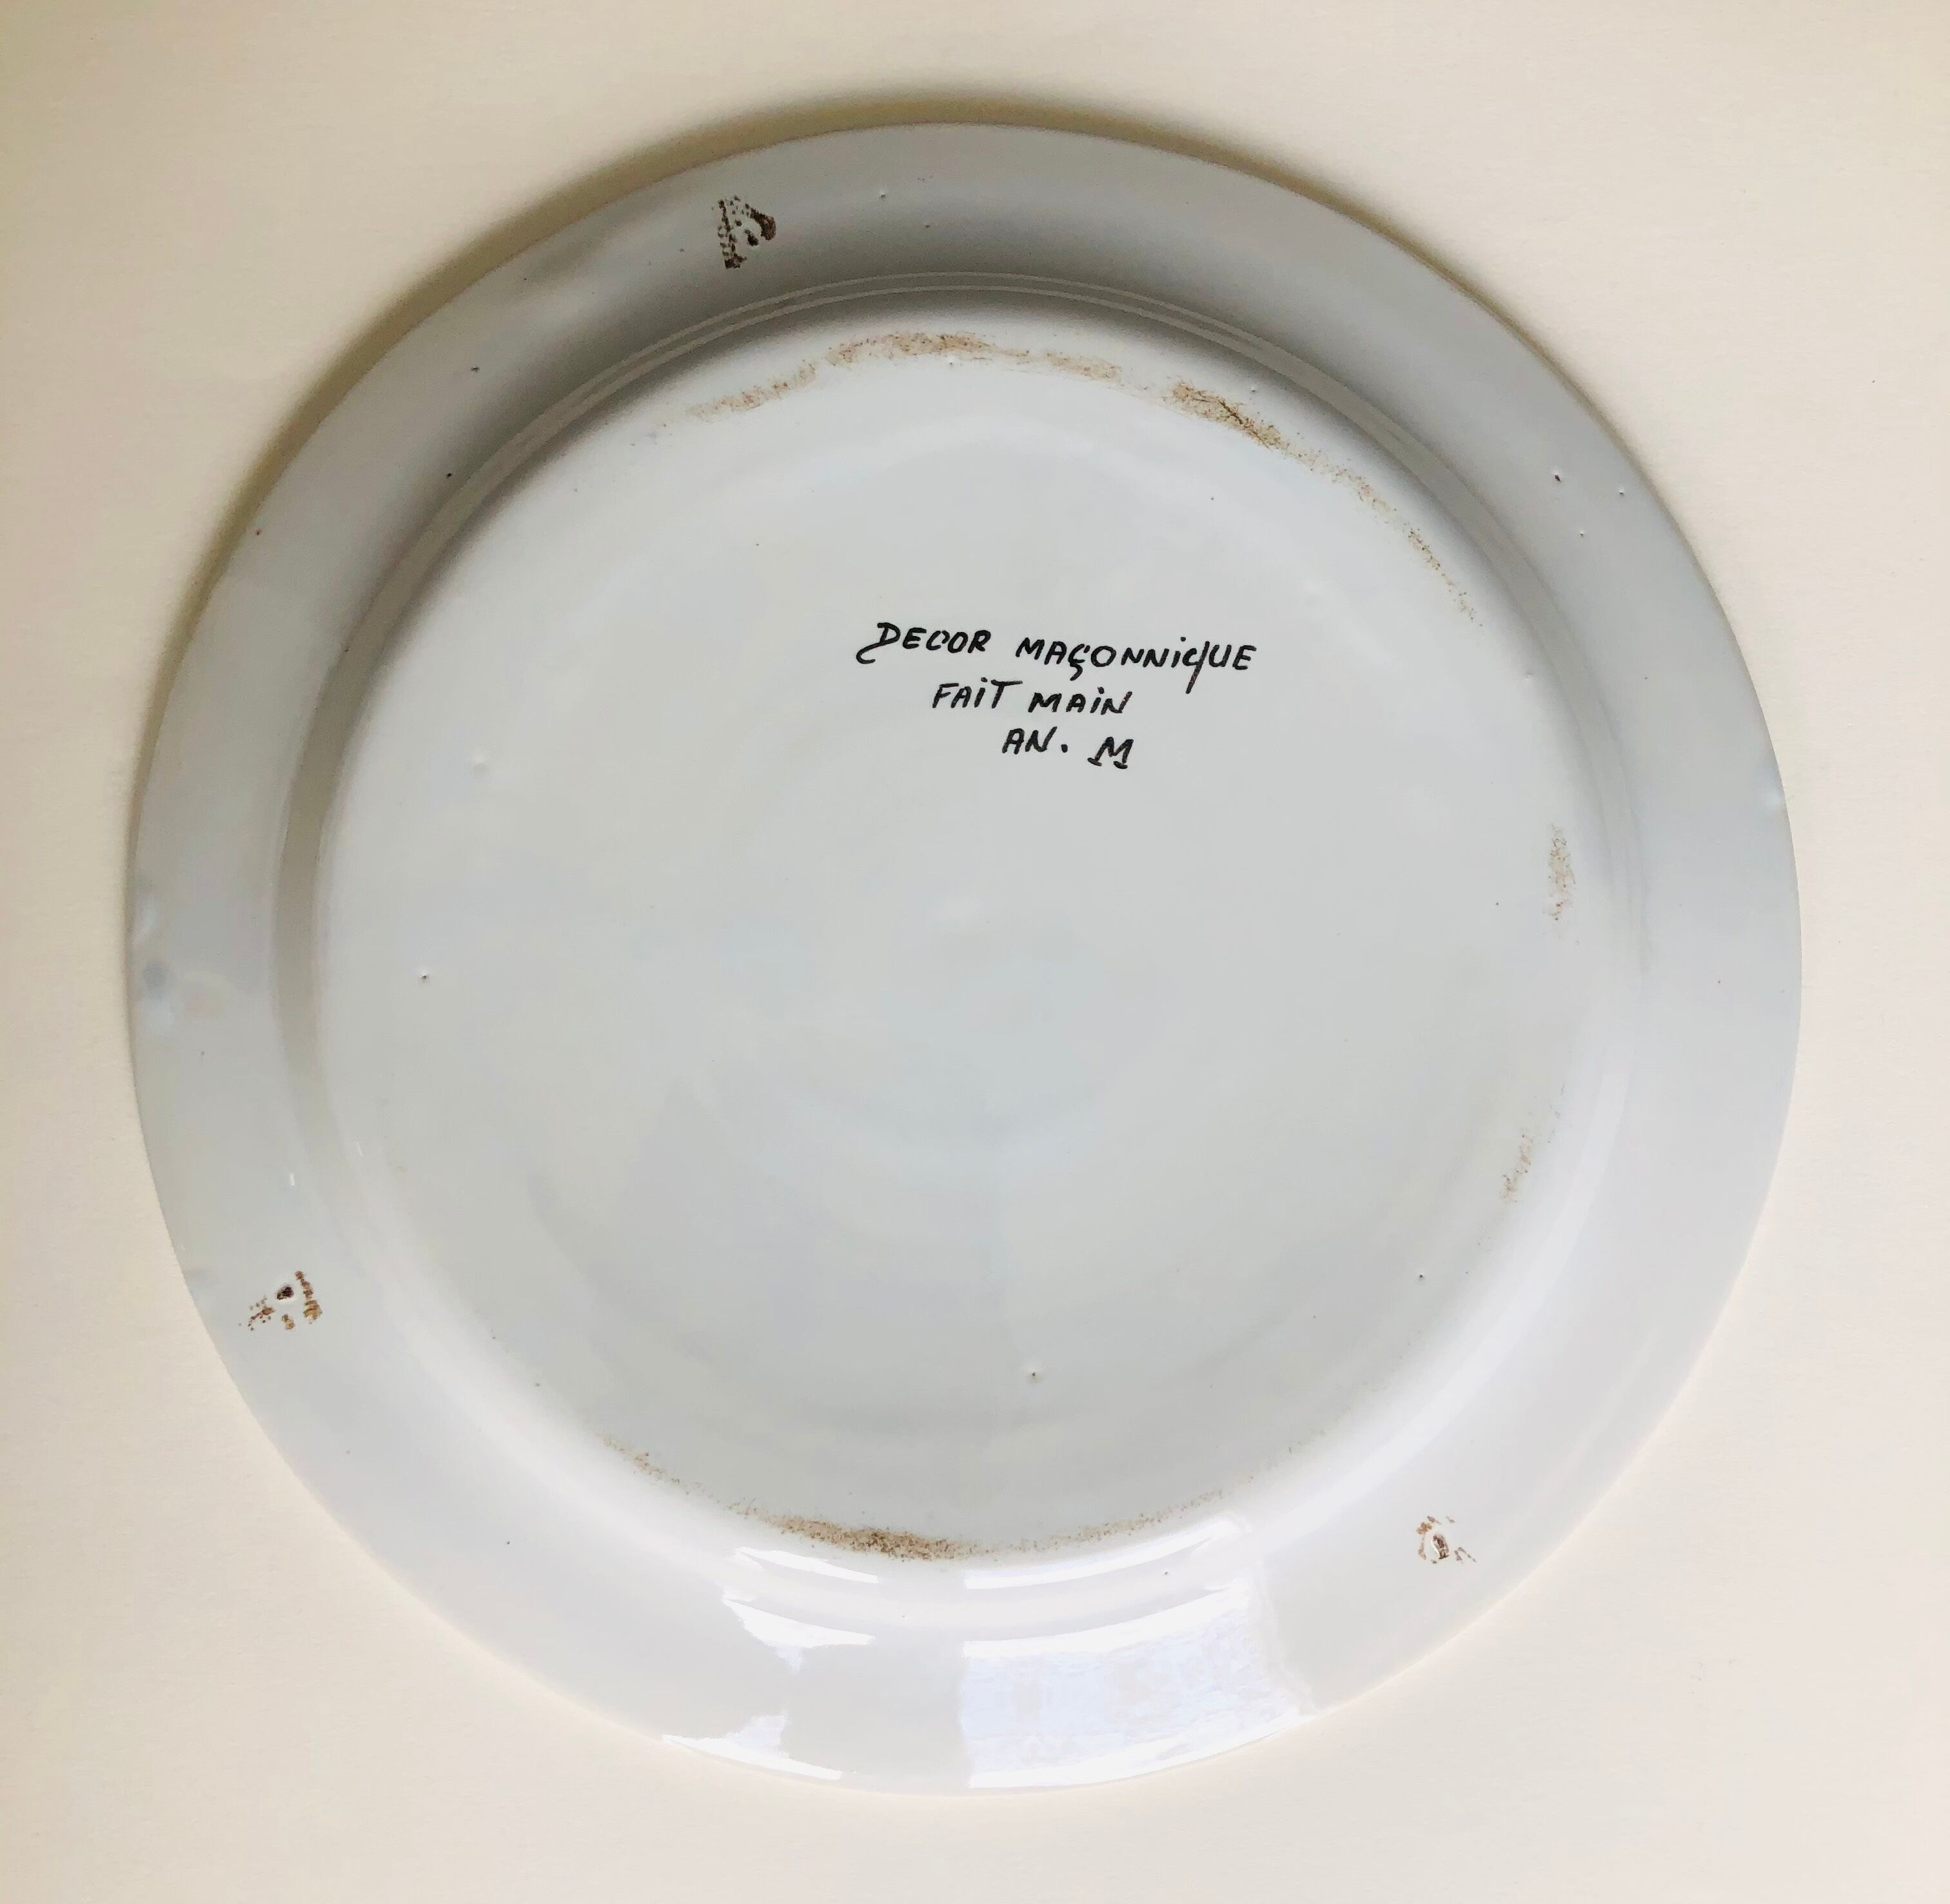 DECOR MAÇONNiQUE
FAiT MAiN
AN. M